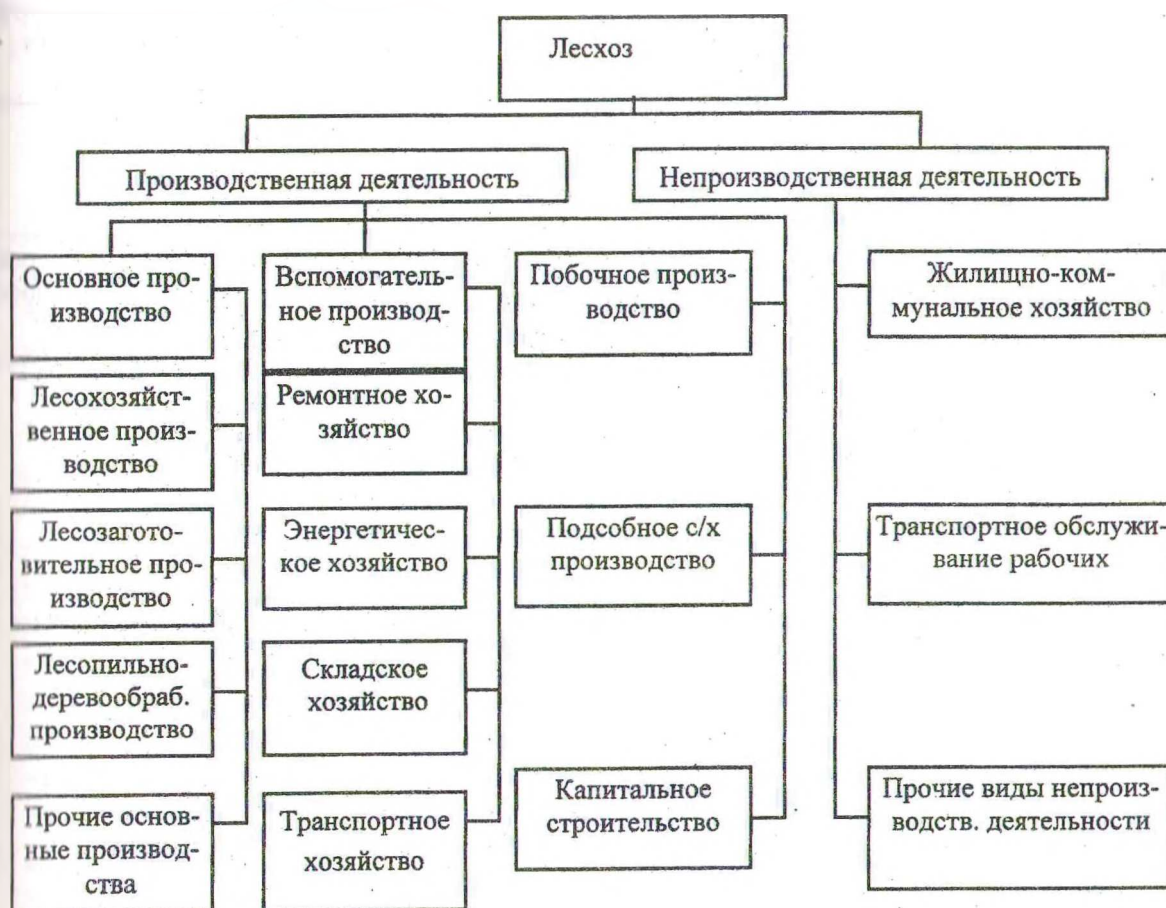 Лесхоз
Производственная деятельность
Непроизводственная деятельность
Основное про-
изводство
Вспомогатель-
ное производ-
ство
Побочное произ-
водство
Жилищно-ком-
мунальное хозяйство
Лесохозяйст-
венное произ-
водство
Ремонтное хо-
зяйство
Лесозагото-
вительное про-
изводство
Энергетичес-
кое хозяйство
Подсобное с/х
производство
Транспортное обслужи-
вание рабочих
Лесопильно-
деревообраб.
производство
Складское
хозяйство
Прочие основ-
ные производ-
ства
Транспортное
хозяйство
Капитальное
строительство
Прочие виды непроиз-
водств. деятельности